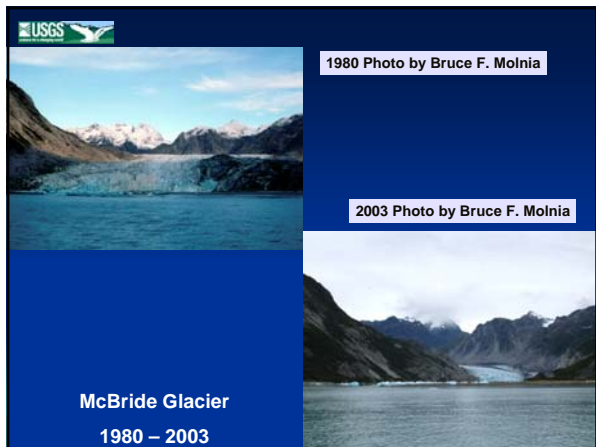 USGS
1980 Photo by Bruce F. Molnia
2003 Photo by Bruce F. Molnia
McBride Glacier
1980 – 2003